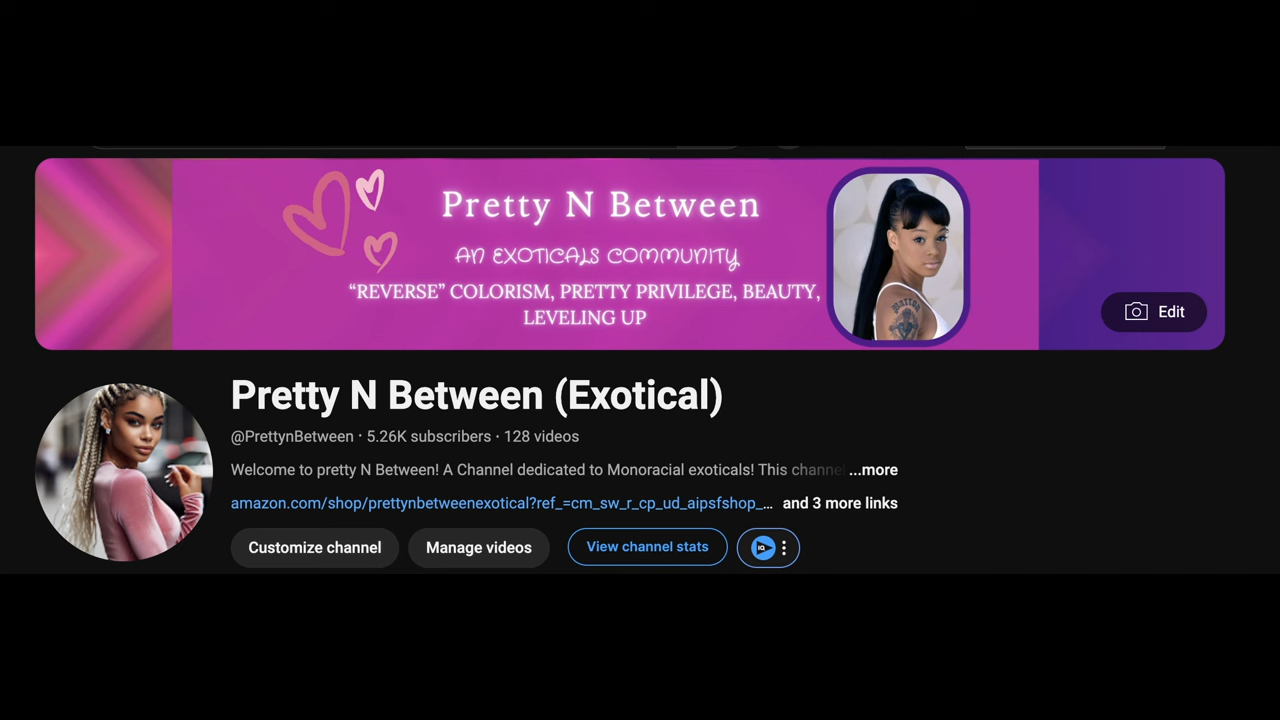 Pretty N Between
AN EXOTICALS COMMUNITY
“REVERSE” COLORISM, PRETTY PRIVILEGE, BEAUTY,
LEVELING UP
Edit
Pretty N Between (Exotical)
@PrettynBetween · 5.26K subscribers · 128 videos
Welcome to pretty N Between! A Channel dedicated to Monoracial exoticals! This channe ...more
amazon.com/shop/prettynbetweenexotical?ref_=cm_sw_r_cp_ud_aipsfshop_... and 3 more links
Customize channel Manage videos View channel stats IQ